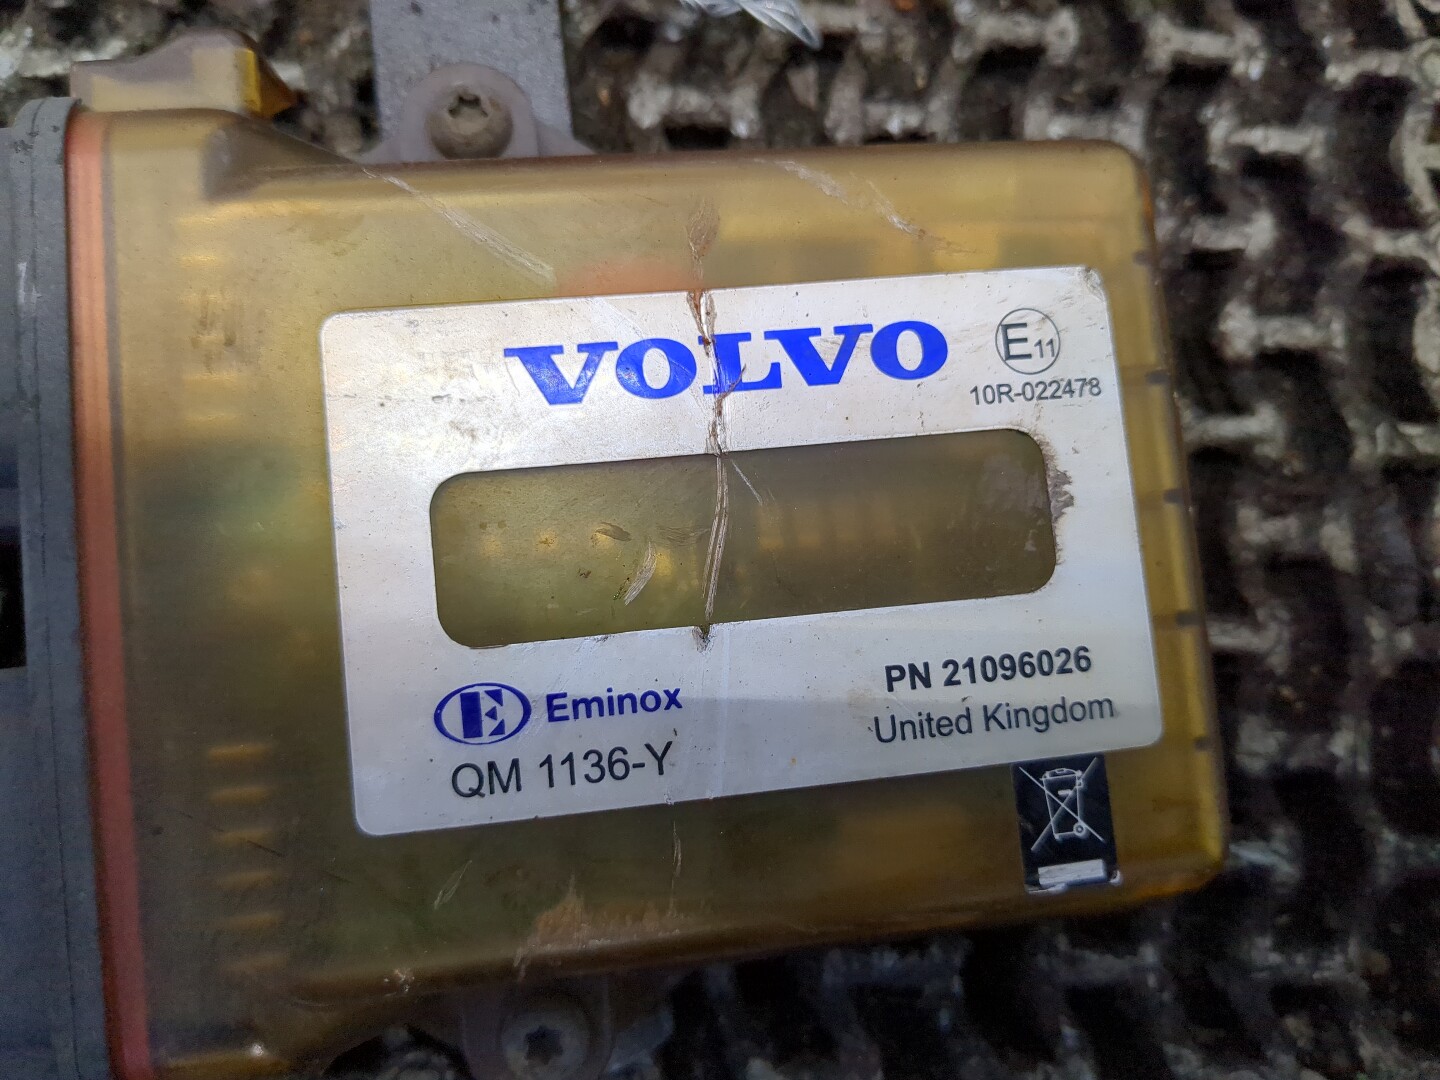 VOLVO
E11
10R-022478
E Eminox
QM 1136-Y
PN 21096026
United Kingdom